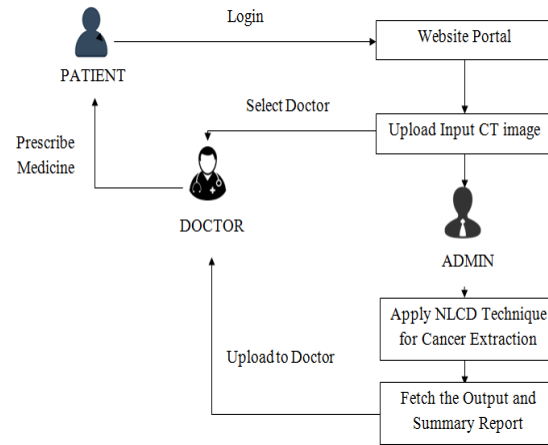 Login
Website Portal
PATIENT
Select Doctor
Upload Input CT image
Prescribe
Medicine
DOCTOR
ADMIN
Apply NLCD Technique
for Cancer Extraction
Upload to Doctor
Fetch the Output and
Summary Report